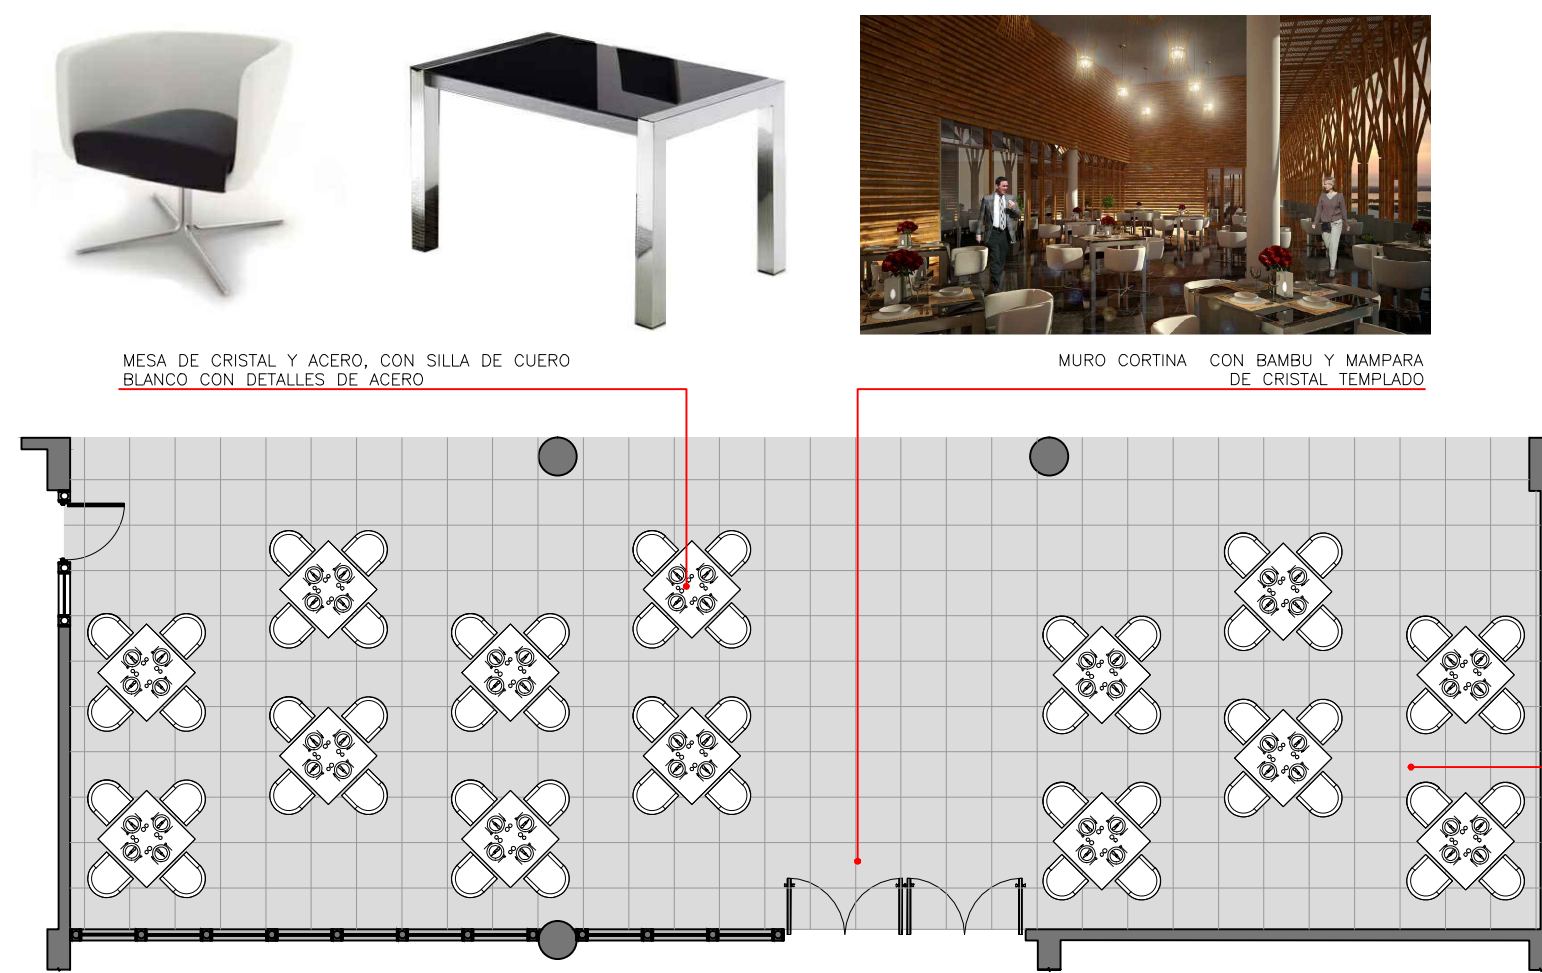 MESA DE CRISTAL Y ACERO, CON SILLA DE CUERO
BLANCO CON DETALLES DE ACERO
MURO CORTINA CON BAMBU Y MAMPARA
DE CRISTAL TEMPLADO